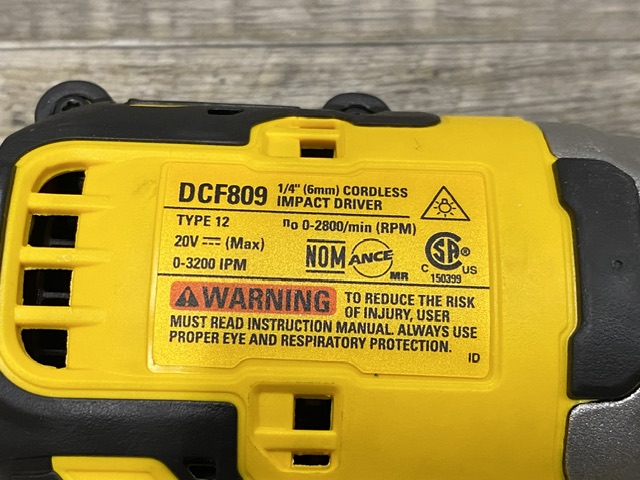 DCF809 1/4" (6mm) CORDLESS
IMPACT DRIVER
TYPE 12 no 0-2800/min (RPM)
20V ⎓ (Max)
0-3200 IPM
NOM ANCE MR
CSA ®
C US
150399
⚠WARNING TO REDUCE THE RISK
OF INJURY, USER
MUST READ INSTRUCTION MANUAL. ALWAYS USE
PROPER EYE AND RESPIRATORY PROTECTION.
ID